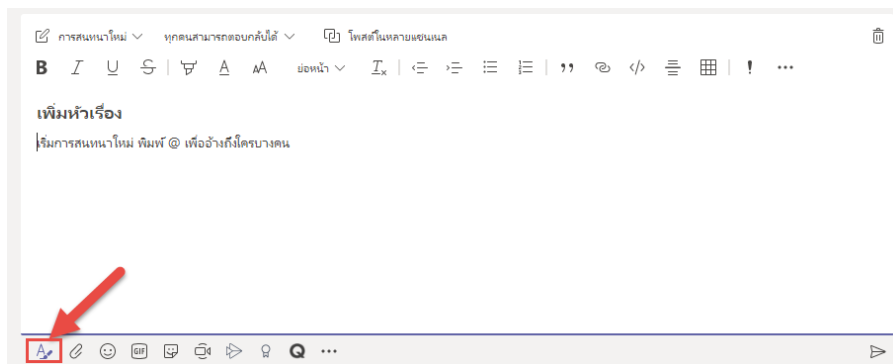 การสนทนาใหม่ ทุกคนสามารถตอบกลับได้ โพสต์ในหลายแชนเนล
B I U S A AA ย่อหน้า Tx </> ! ...
เพิ่มหัวเรื่อง
เริ่มการสนทนาใหม่ พิมพ์ @ เพื่ออ้างถึงใครบางคน
A GIF Q ...